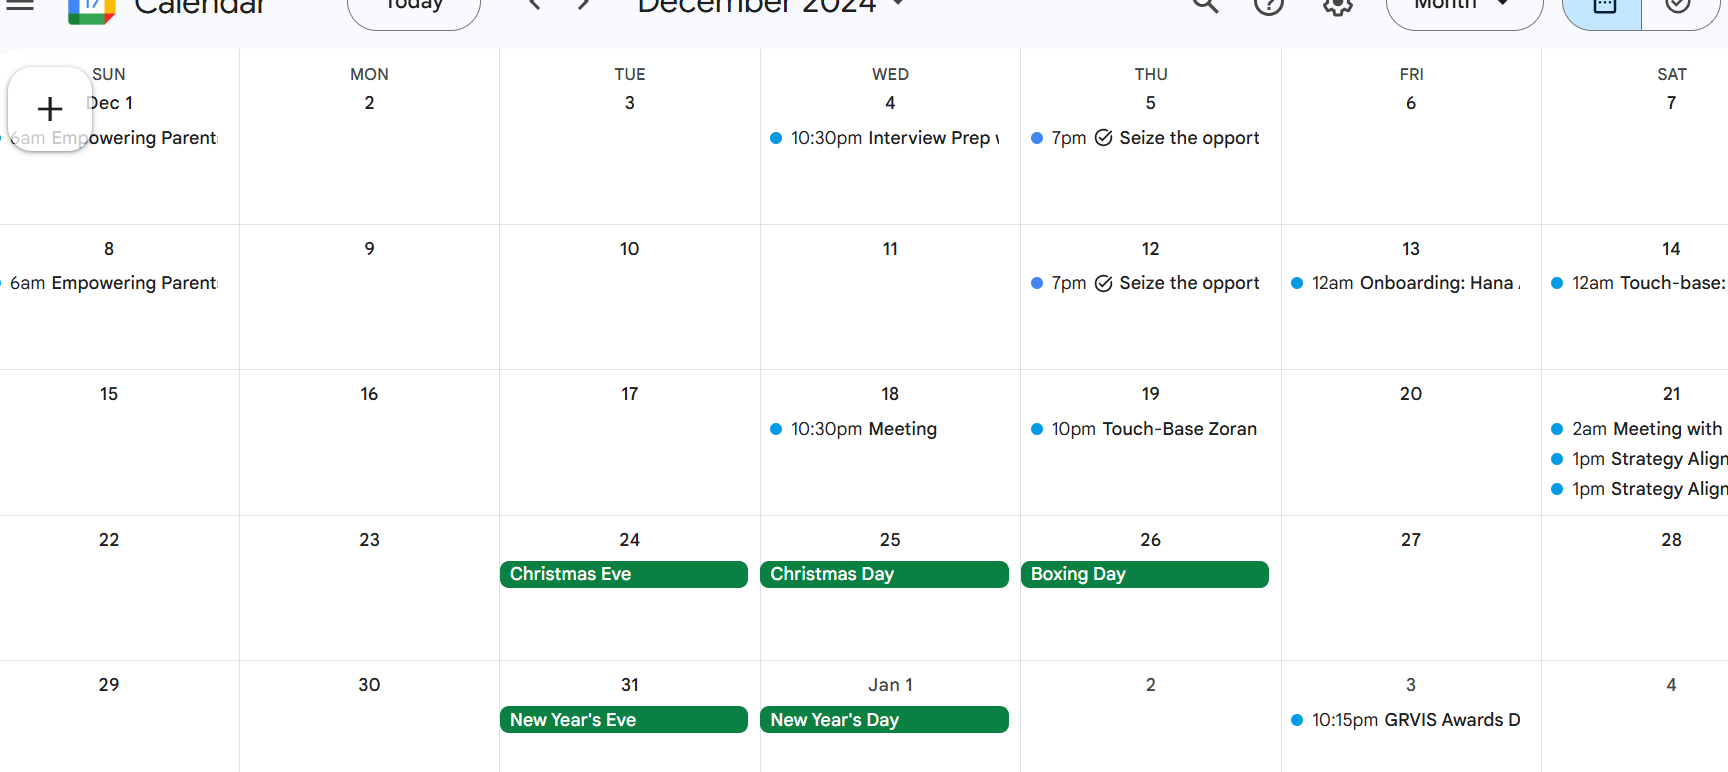 17 Calendar Today December 2024 Month
SUN MON TUE WED THU FRI SAT
Dec 1 2 3 4 5 6 7
6am Empowering Parents 10:30pm Interview Prep 7pm Seize the opport
8 9 10 11 12 13 14
6am Empowering Parents 7pm Seize the opport 12am Onboarding: Hana 12am Touch-base:
15 16 17 18 19 20 21
10:30pm Meeting 10pm Touch-Base Zoran 2am Meeting with
1pm Strategy Align
1pm Strategy Align
22 23 24 25 26 27 28
Christmas Eve Christmas Day Boxing Day
29 30 31 Jan 1 2 3 4
New Year's Eve New Year's Day 10:15pm GRVIS Awards D